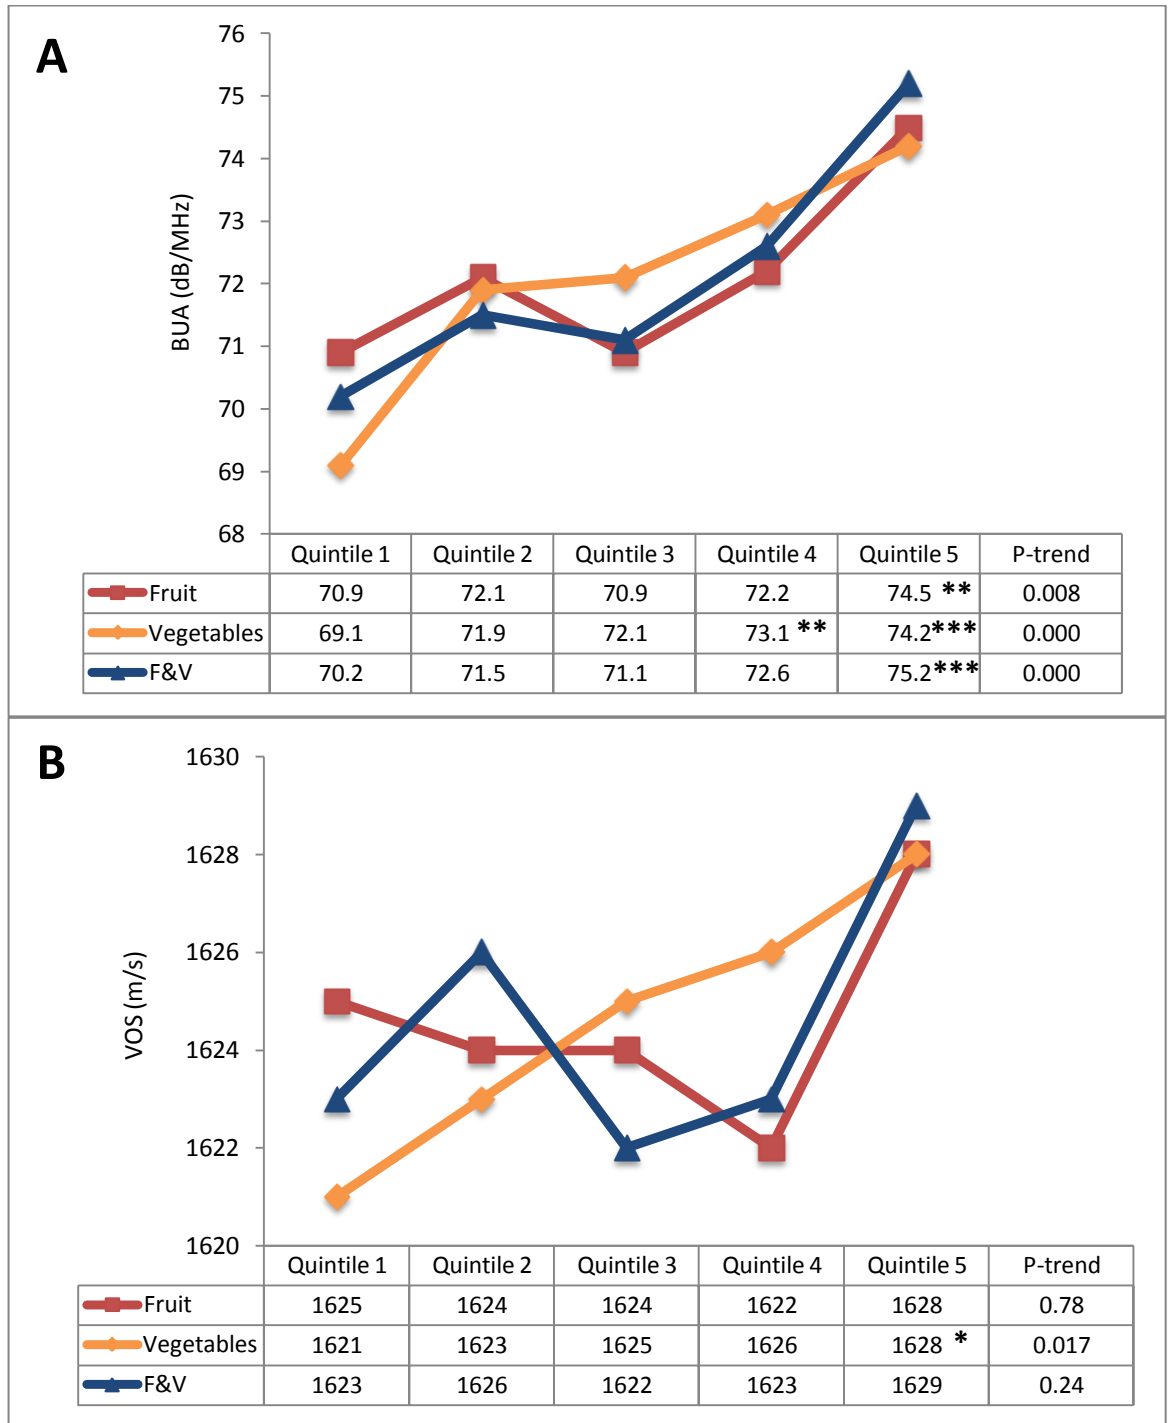 A
76
75
74
73
72
71
70
69
68
BUA (dB/MHz)
Quintile 1 Quintile 2 Quintile 3 Quintile 4 Quintile 5 P-trend
Fruit 70.9 72.1 70.9 72.2 74.5 ** 0.008
Vegetables 69.1 71.9 72.1 73.1 ** 74.2*** 0.000
F&V 70.2 71.5 71.1 72.6 75.2*** 0.000
B
1630
1628
1626
1624
1622
1620
VOS (m/s)
Quintile 1 Quintile 2 Quintile 3 Quintile 4 Quintile 5 P-trend
Fruit 1625 1624 1624 1622 1628 0.78
Vegetables 1621 1623 1625 1626 1628 * 0.017
F&V 1623 1626 1622 1623 1629 0.24